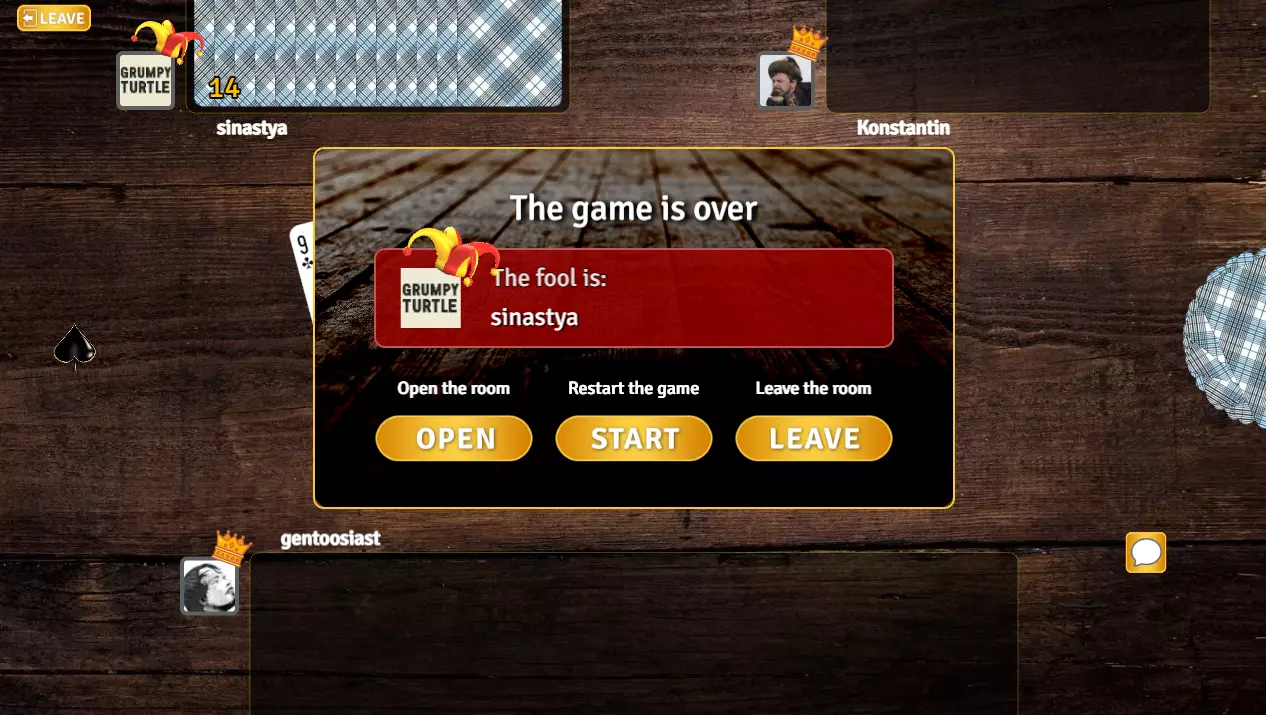 LEAVE
GRUMPY
TURTLE
14
sinastya
Konstantin
The game is over
9
GRUMPY
TURTLE
The fool is:
sinastya
Open the room
Restart the game
Leave the room
OPEN
START
LEAVE
gentoosiast